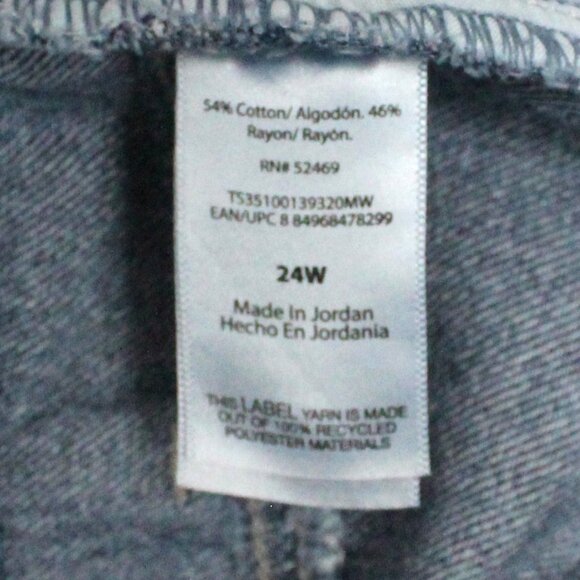 54% Cotton/ Algodón. 46%
Rayon/ Rayón.
RN# 52469
TS35100139320MW
EAN/UPC 8 84968478299
24W
Made In Jordan
Hecho En Jordania
THIS LABEL YARN IS MADE
OUT OF 100% RECYCLED
POLYESTER MATERIALS